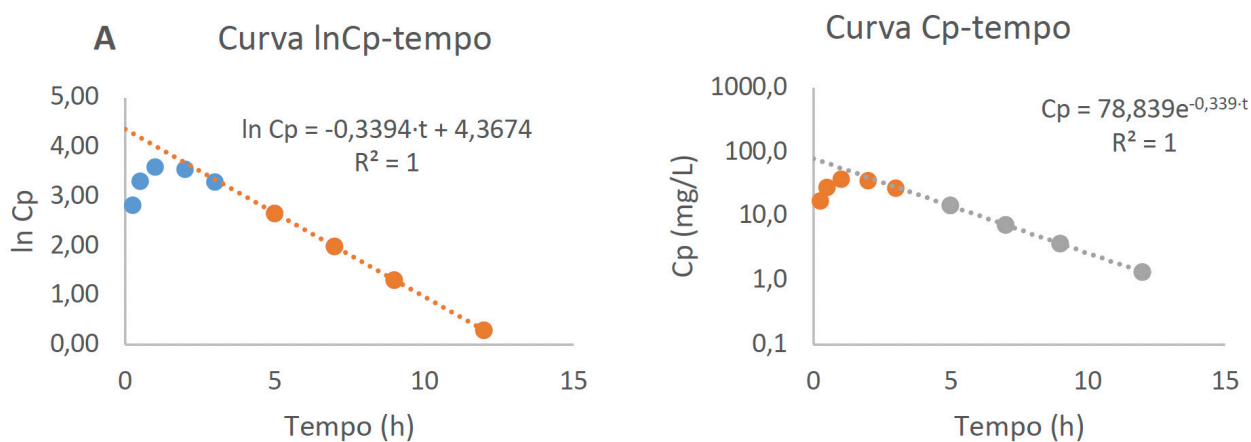 A Curva lnCp-tempo
5,00
4,00
3,00
2,00
1,00
0,00
ln Cp
ln Cp = -0,3394·t + 4,3674
R² = 1
0 5 10 15
Tempo (h)
Curva Cp-tempo
1000,0
100,0
10,0
1,0
0,1
Cp (mg/L)
Cp = 78,839e^-0,339·t
R² = 1
0 5 10 15
Tempo (h)